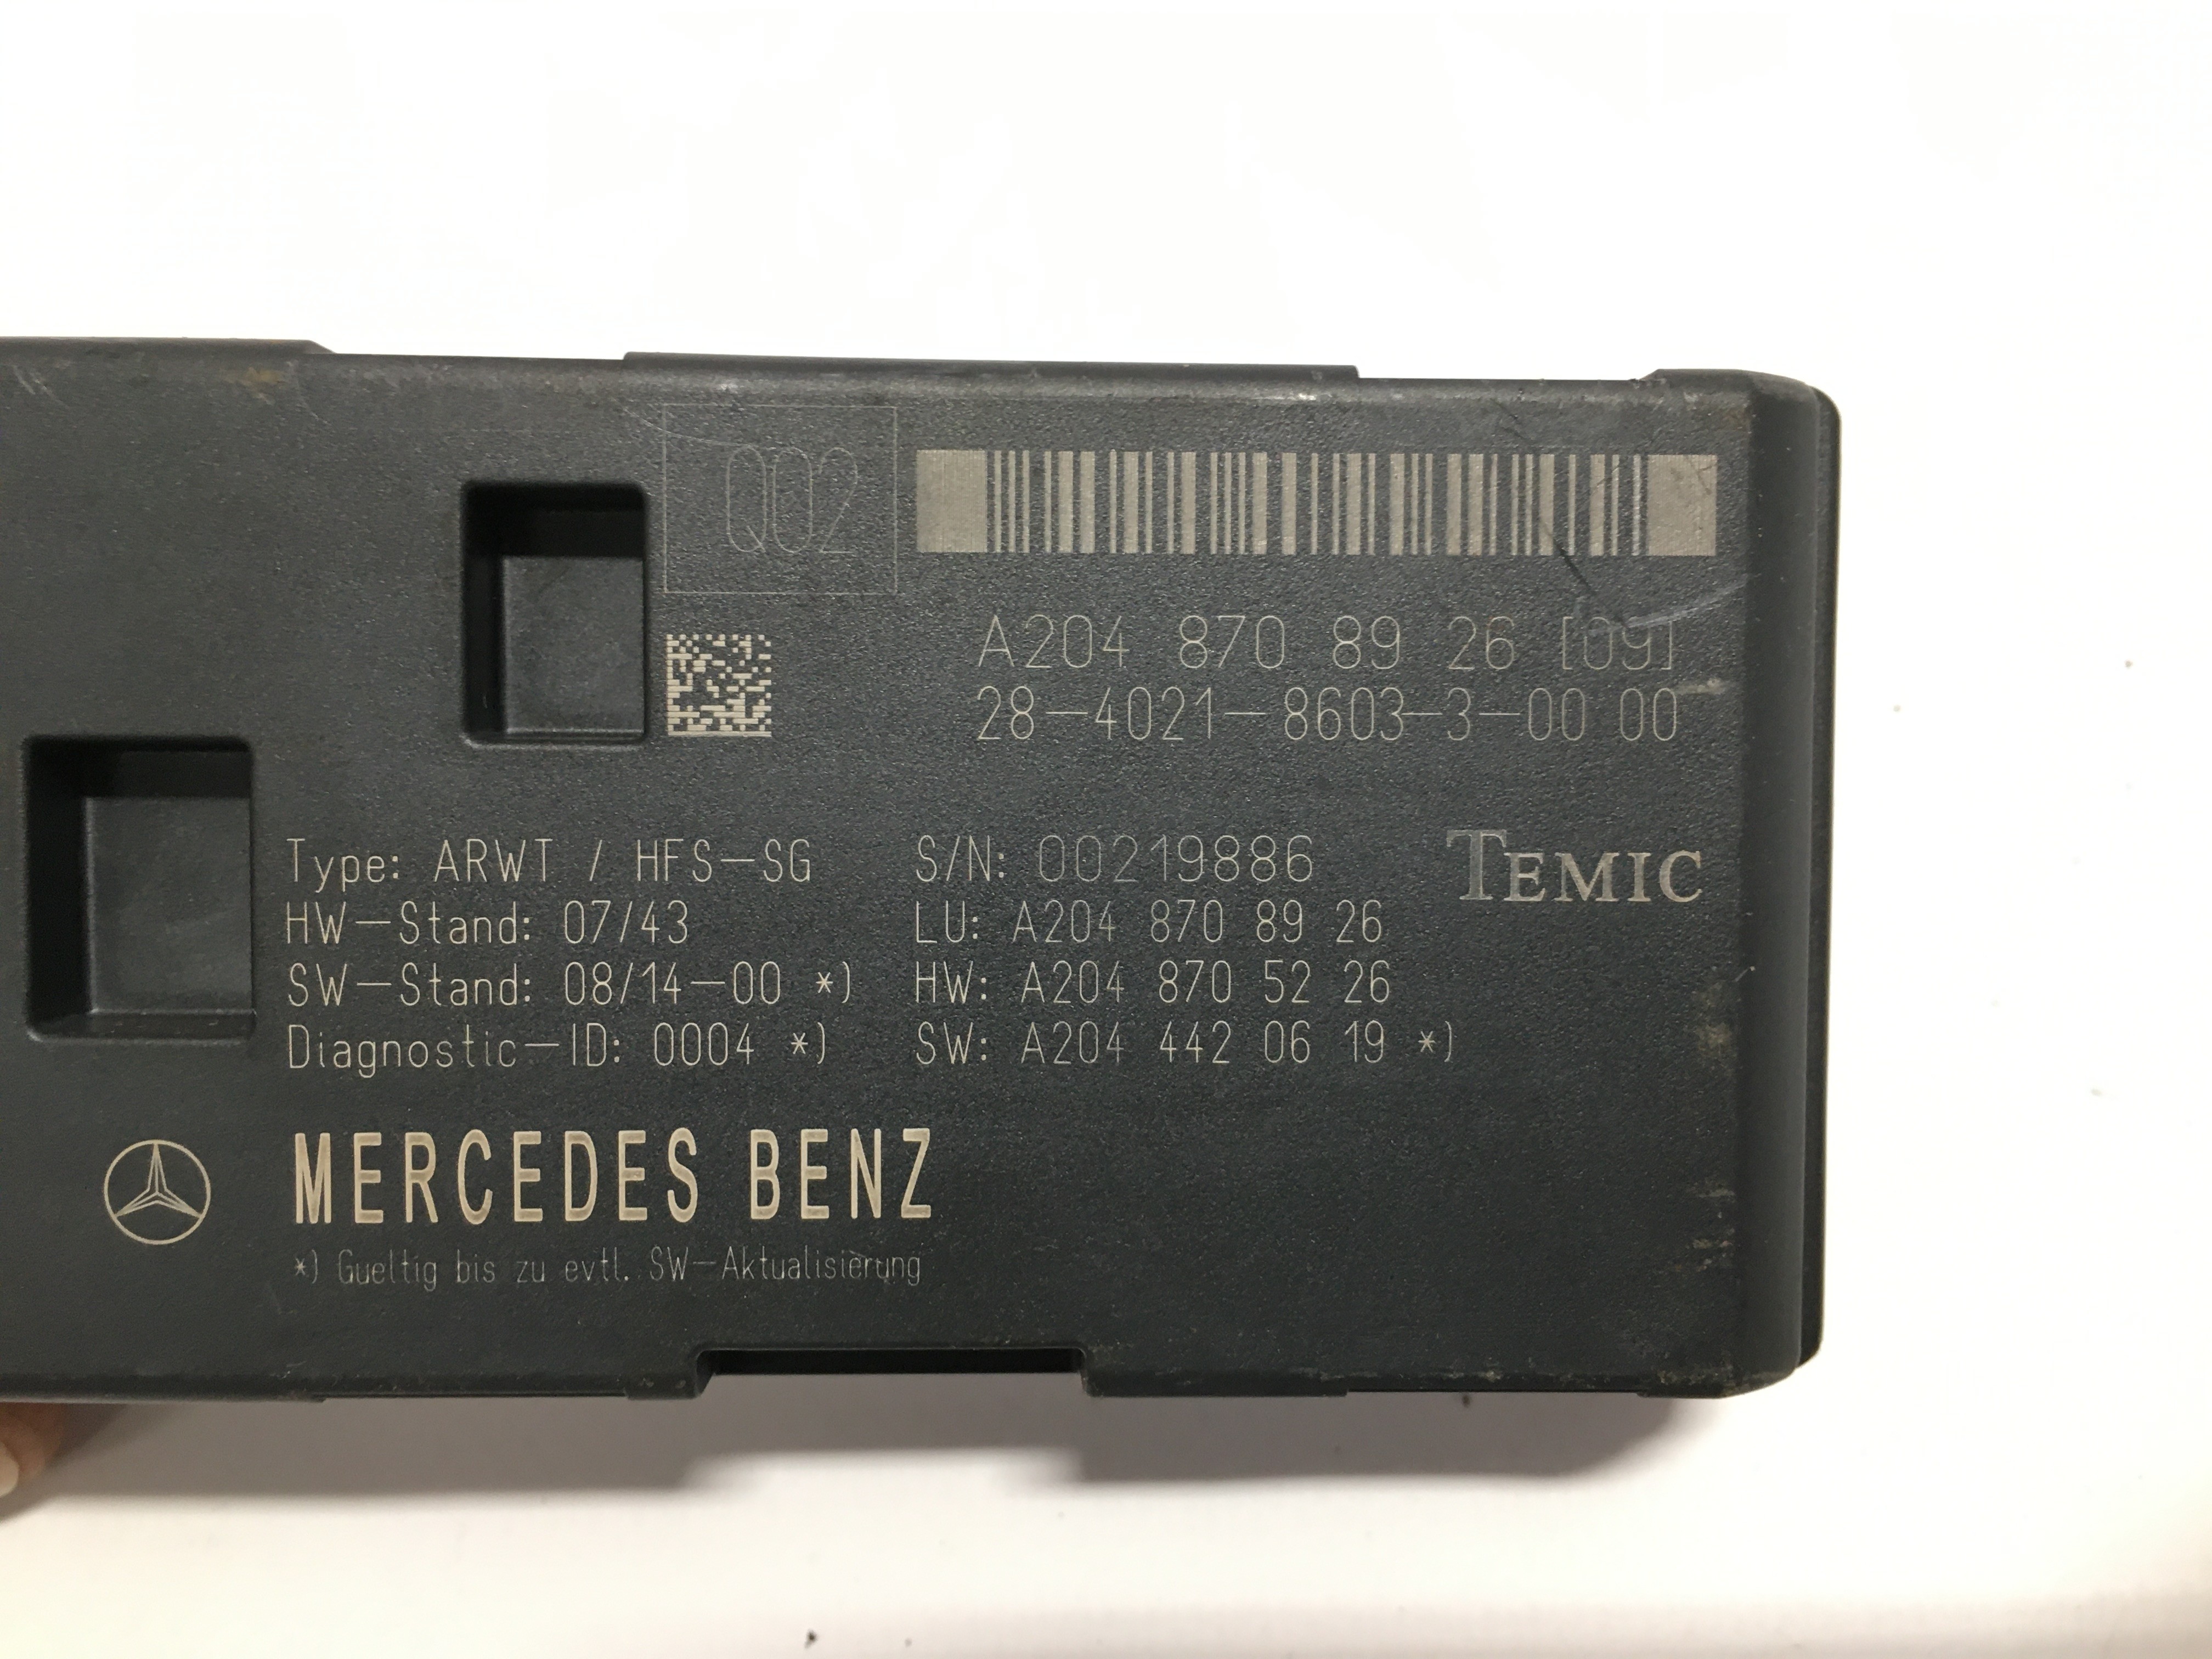 Q02
A204 870 89 26 [09]
28-4021-8603-3-00 00
Type: ARWT / HFS-SG
S/N: 00219886
TEMIC
HW-Stand: 07/43
LU: A204 870 89 26
SW-Stand: 08/14-00 *)
HW: A204 870 52 26
Diagnostic-ID: 0004 *)
SW: A204 442 06 19 *)
MERCEDES BENZ
*) Gueltig bis zu evtl. SW-Aktualisierung